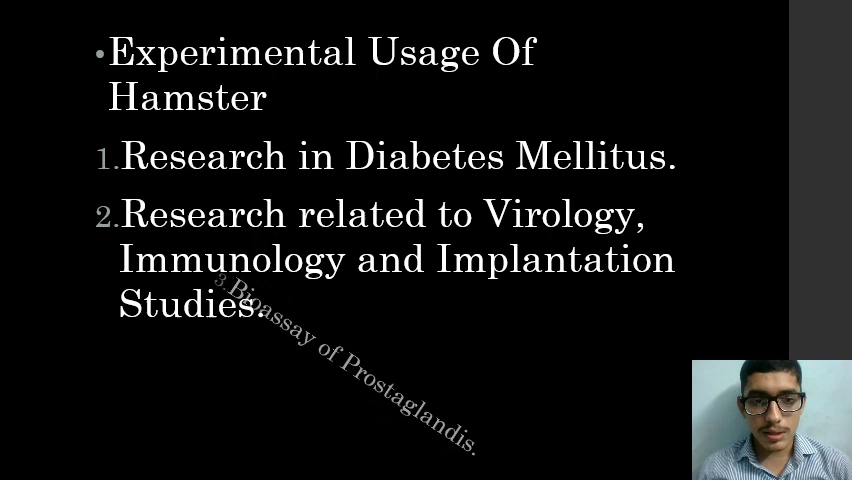 •Experimental Usage Of
Hamster
1.Research in Diabetes Mellitus.
2.Research related to Virology,
Immunology and Implantation
Studies.
3.Bioassay of Prostaglandis.